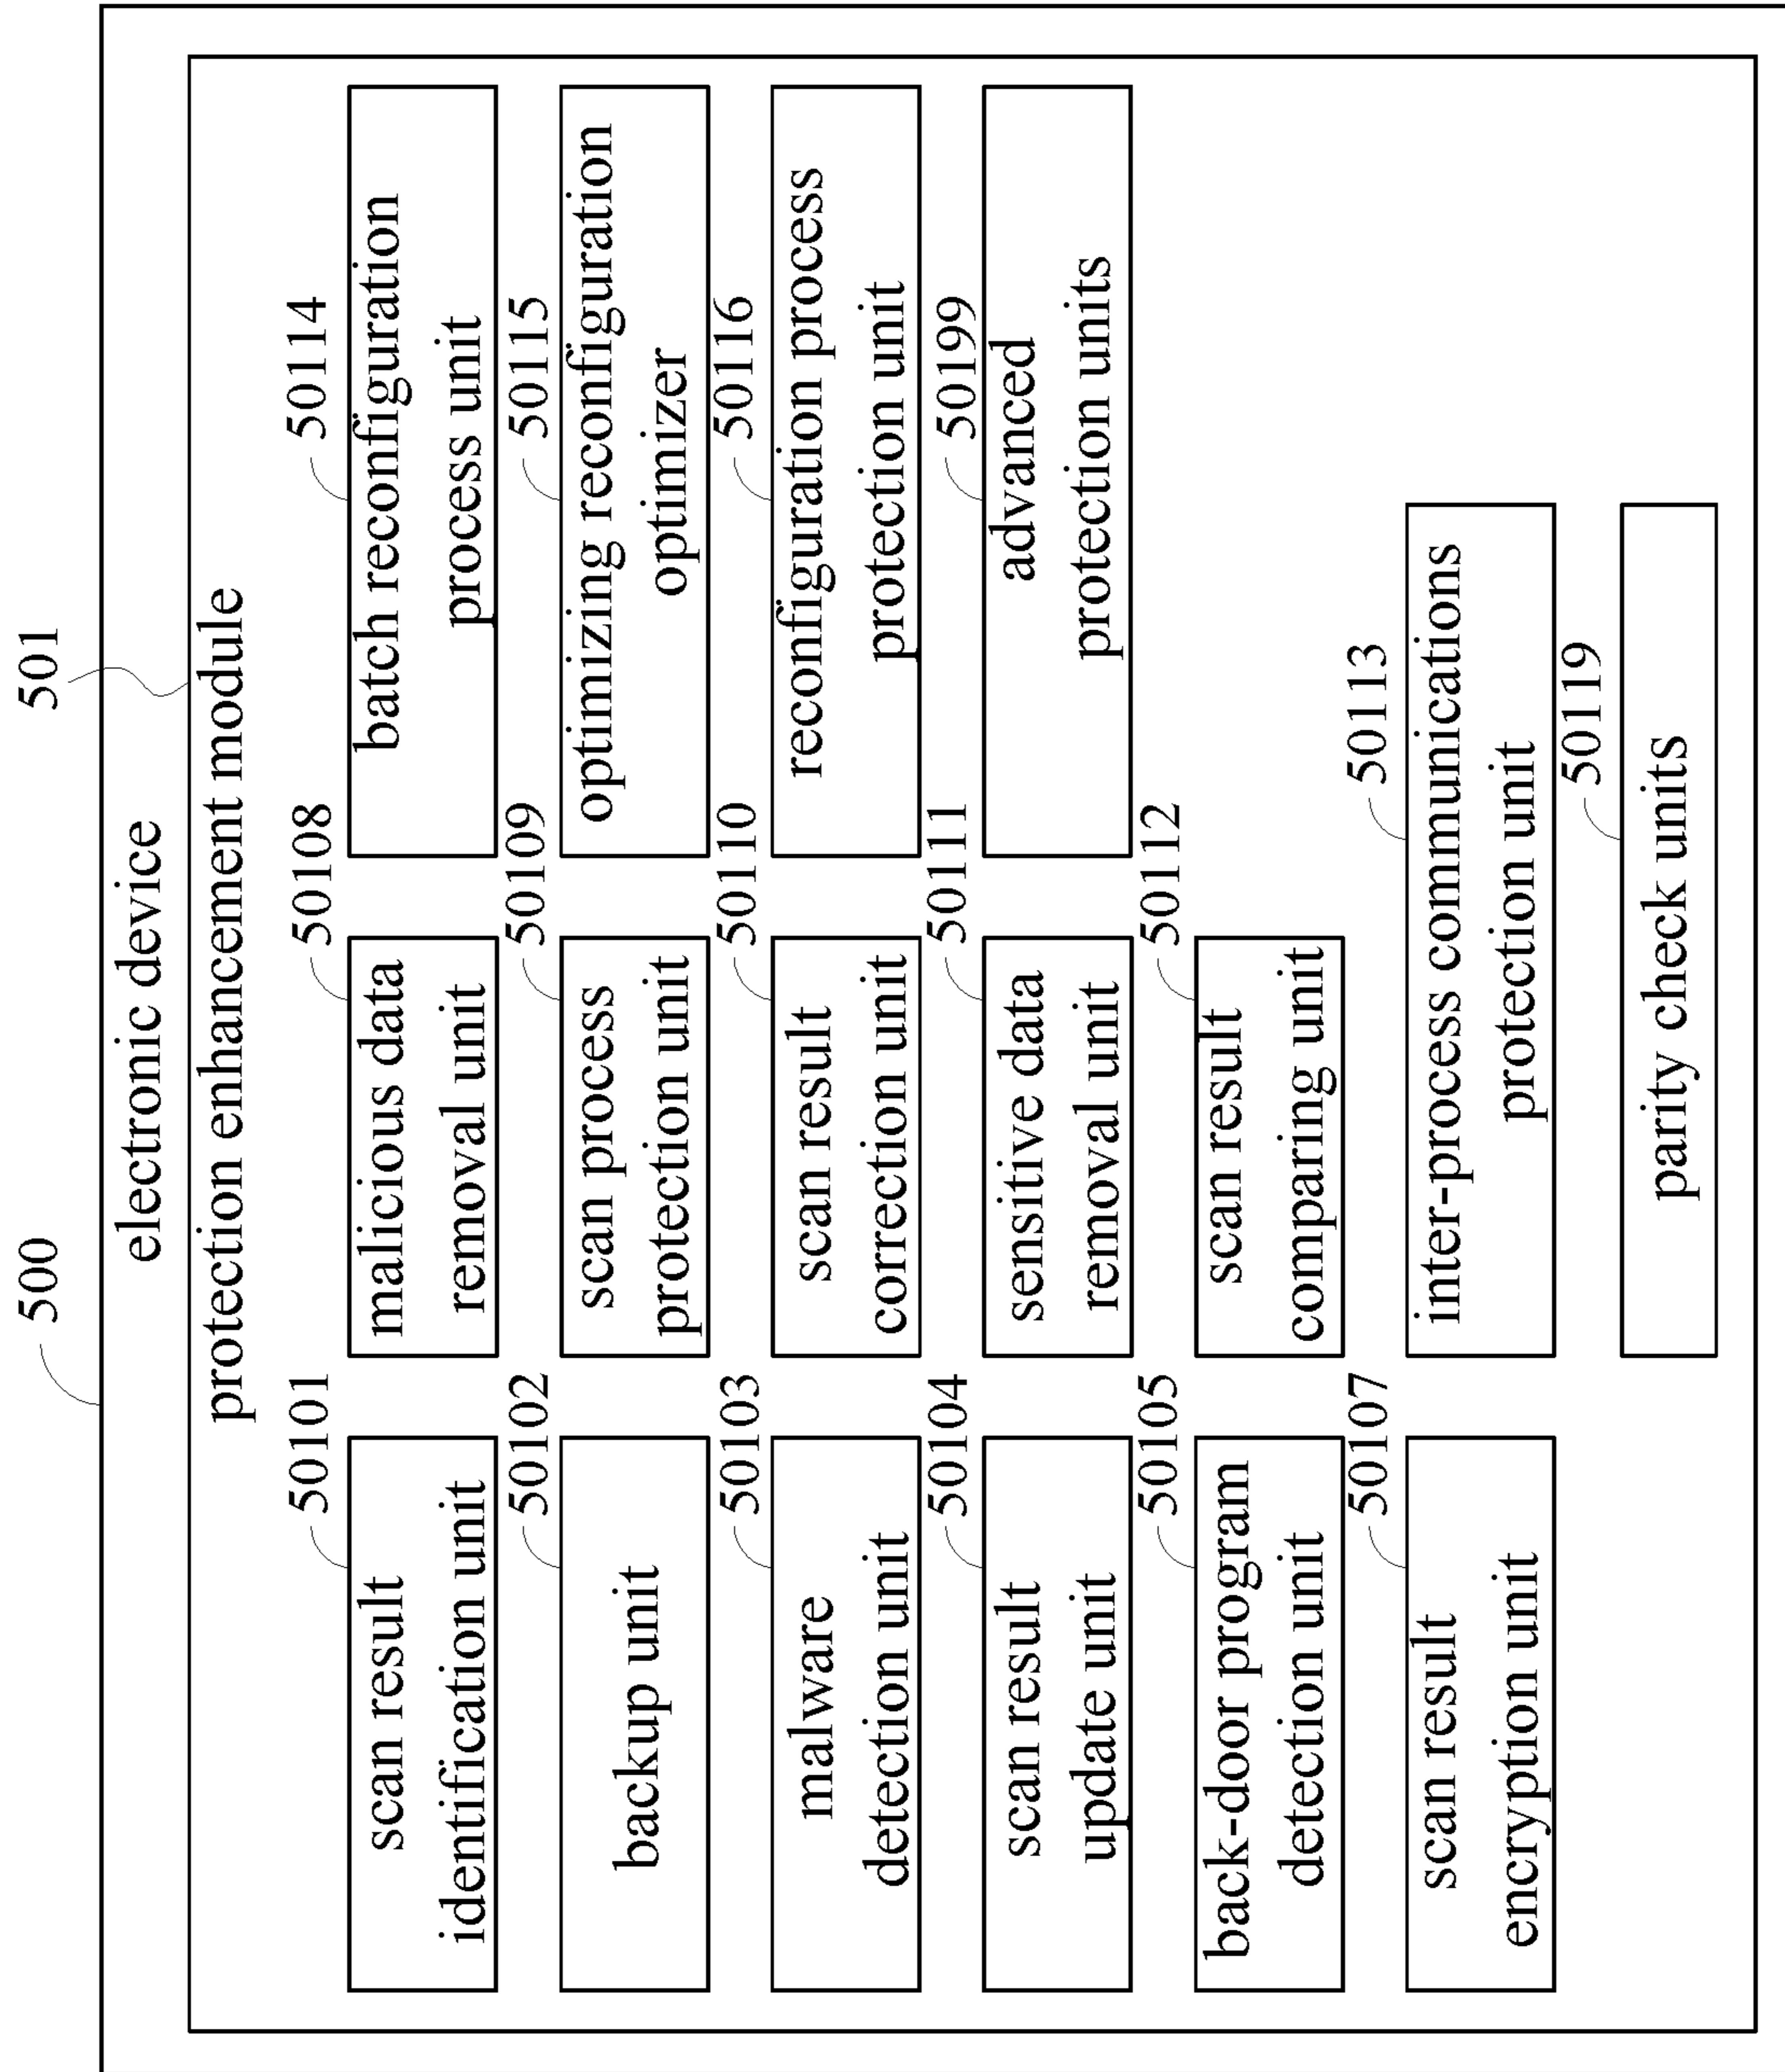 500
501
electronic device
protection enhancement module
50101
scan result
identification unit
50102
backup unit
50103
malware
detection unit
50104
scan result
update unit
50105
back-door program
detection unit
50107
scan result
encryption unit
50108
malicious data
removal unit
50109
scan process
protection unit
50110
scan result
correction unit
50111
sensitive data
removal unit
50112
scan result
comparing unit
50113
inter-process communications
protection unit
50119
parity check units
50114
batch reconfiguration
process unit
50115
optimizing reconfiguration
optimizer
50116
reconfiguration process
protection unit
50199
advanced
protection units